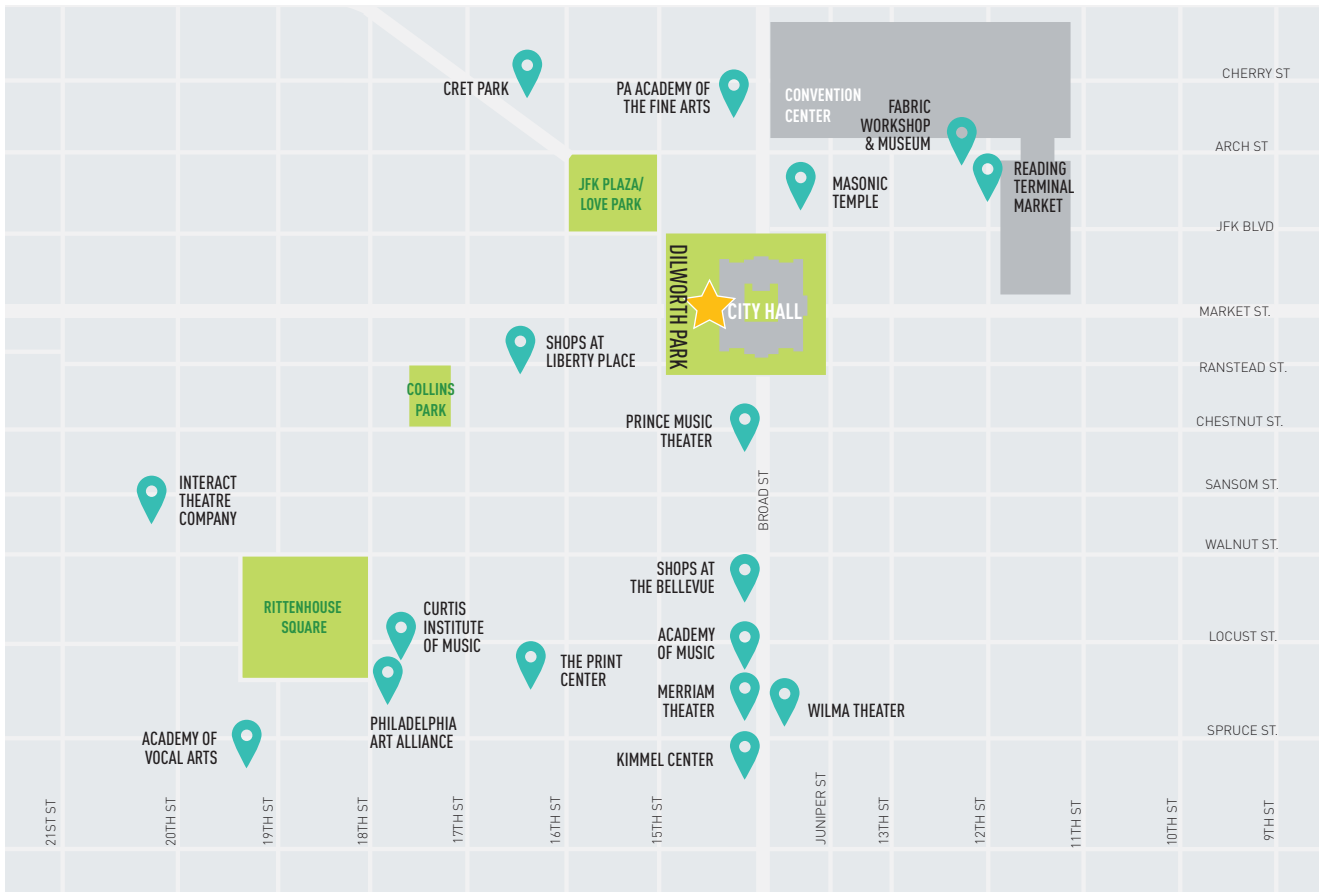 CHERRY ST
CRET PARK
PA ACADEMY OF
THE FINE ARTS
CONVENTION
CENTER
FABRIC
WORKSHOP
& MUSEUM
ARCH ST
JFK PLAZA/
LOVE PARK
MASONIC
TEMPLE
READING
TERMINAL
MARKET
JFK BLVD
DILWORTH PARK
CITY HALL
MARKET ST.
SHOPS AT
LIBERTY PLACE
RANSTEAD ST.
COLLINS
PARK
PRINCE MUSIC
THEATER
CHESTNUT ST.
INTERACT
THEATRE
COMPANY
BROAD ST
SANSOM ST.
WALNUT ST.
SHOPS AT
THE BELLEVUE
RITTENHOUSE
SQUARE
CURTIS
INSTITUTE
OF MUSIC
ACADEMY
OF MUSIC
LOCUST ST.
THE PRINT
CENTER
MERRIAM
THEATER
WILMA THEATER
PHILADELPHIA
ART ALLIANCE
ACADEMY OF
VOCAL ARTS
KIMMEL CENTER
SPRUCE ST.
21ST ST
20TH ST
19TH ST
18TH ST
17TH ST
16TH ST
15TH ST
JUNIPER ST
13TH ST
12TH ST
11TH ST
10TH ST
9TH ST